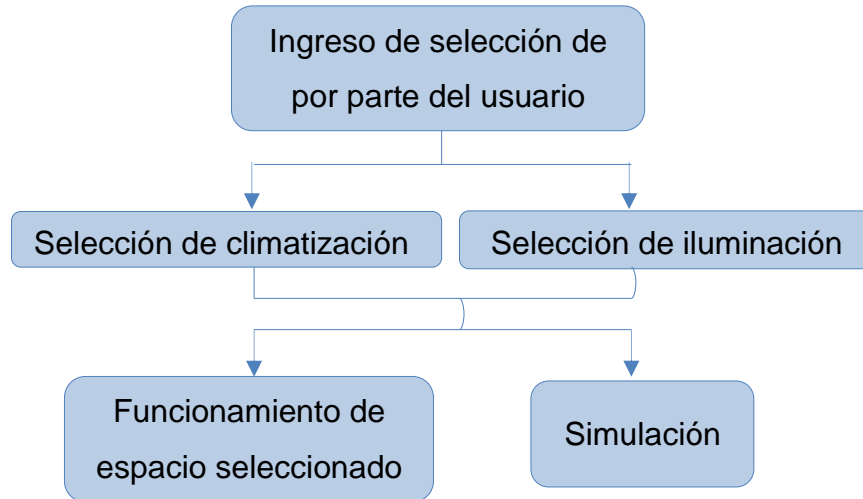 Ingreso de selección de
por parte del usuario
Selección de climatización
Selección de iluminación
Funcionamiento de
espacio seleccionado
Simulación